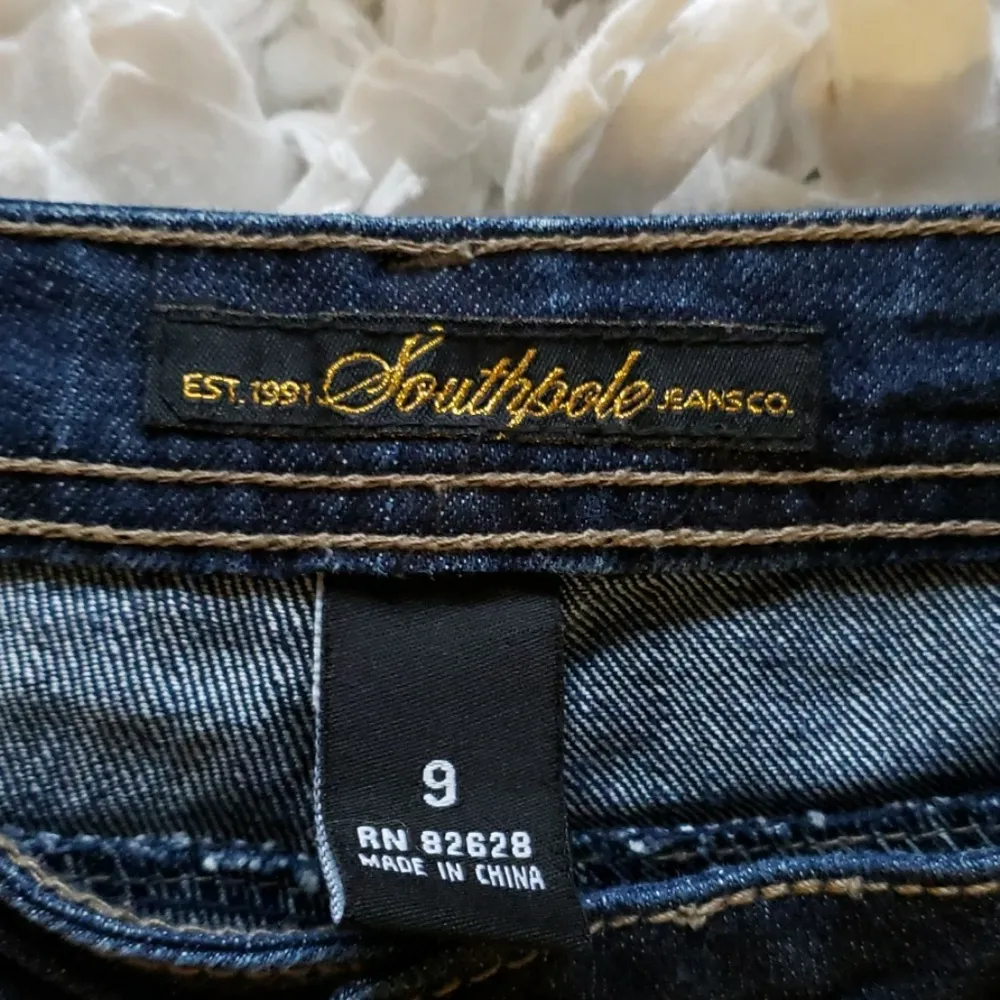 EST. 1991 Southpole JEANS CO.
9
RN 82628
MADE IN CHINA